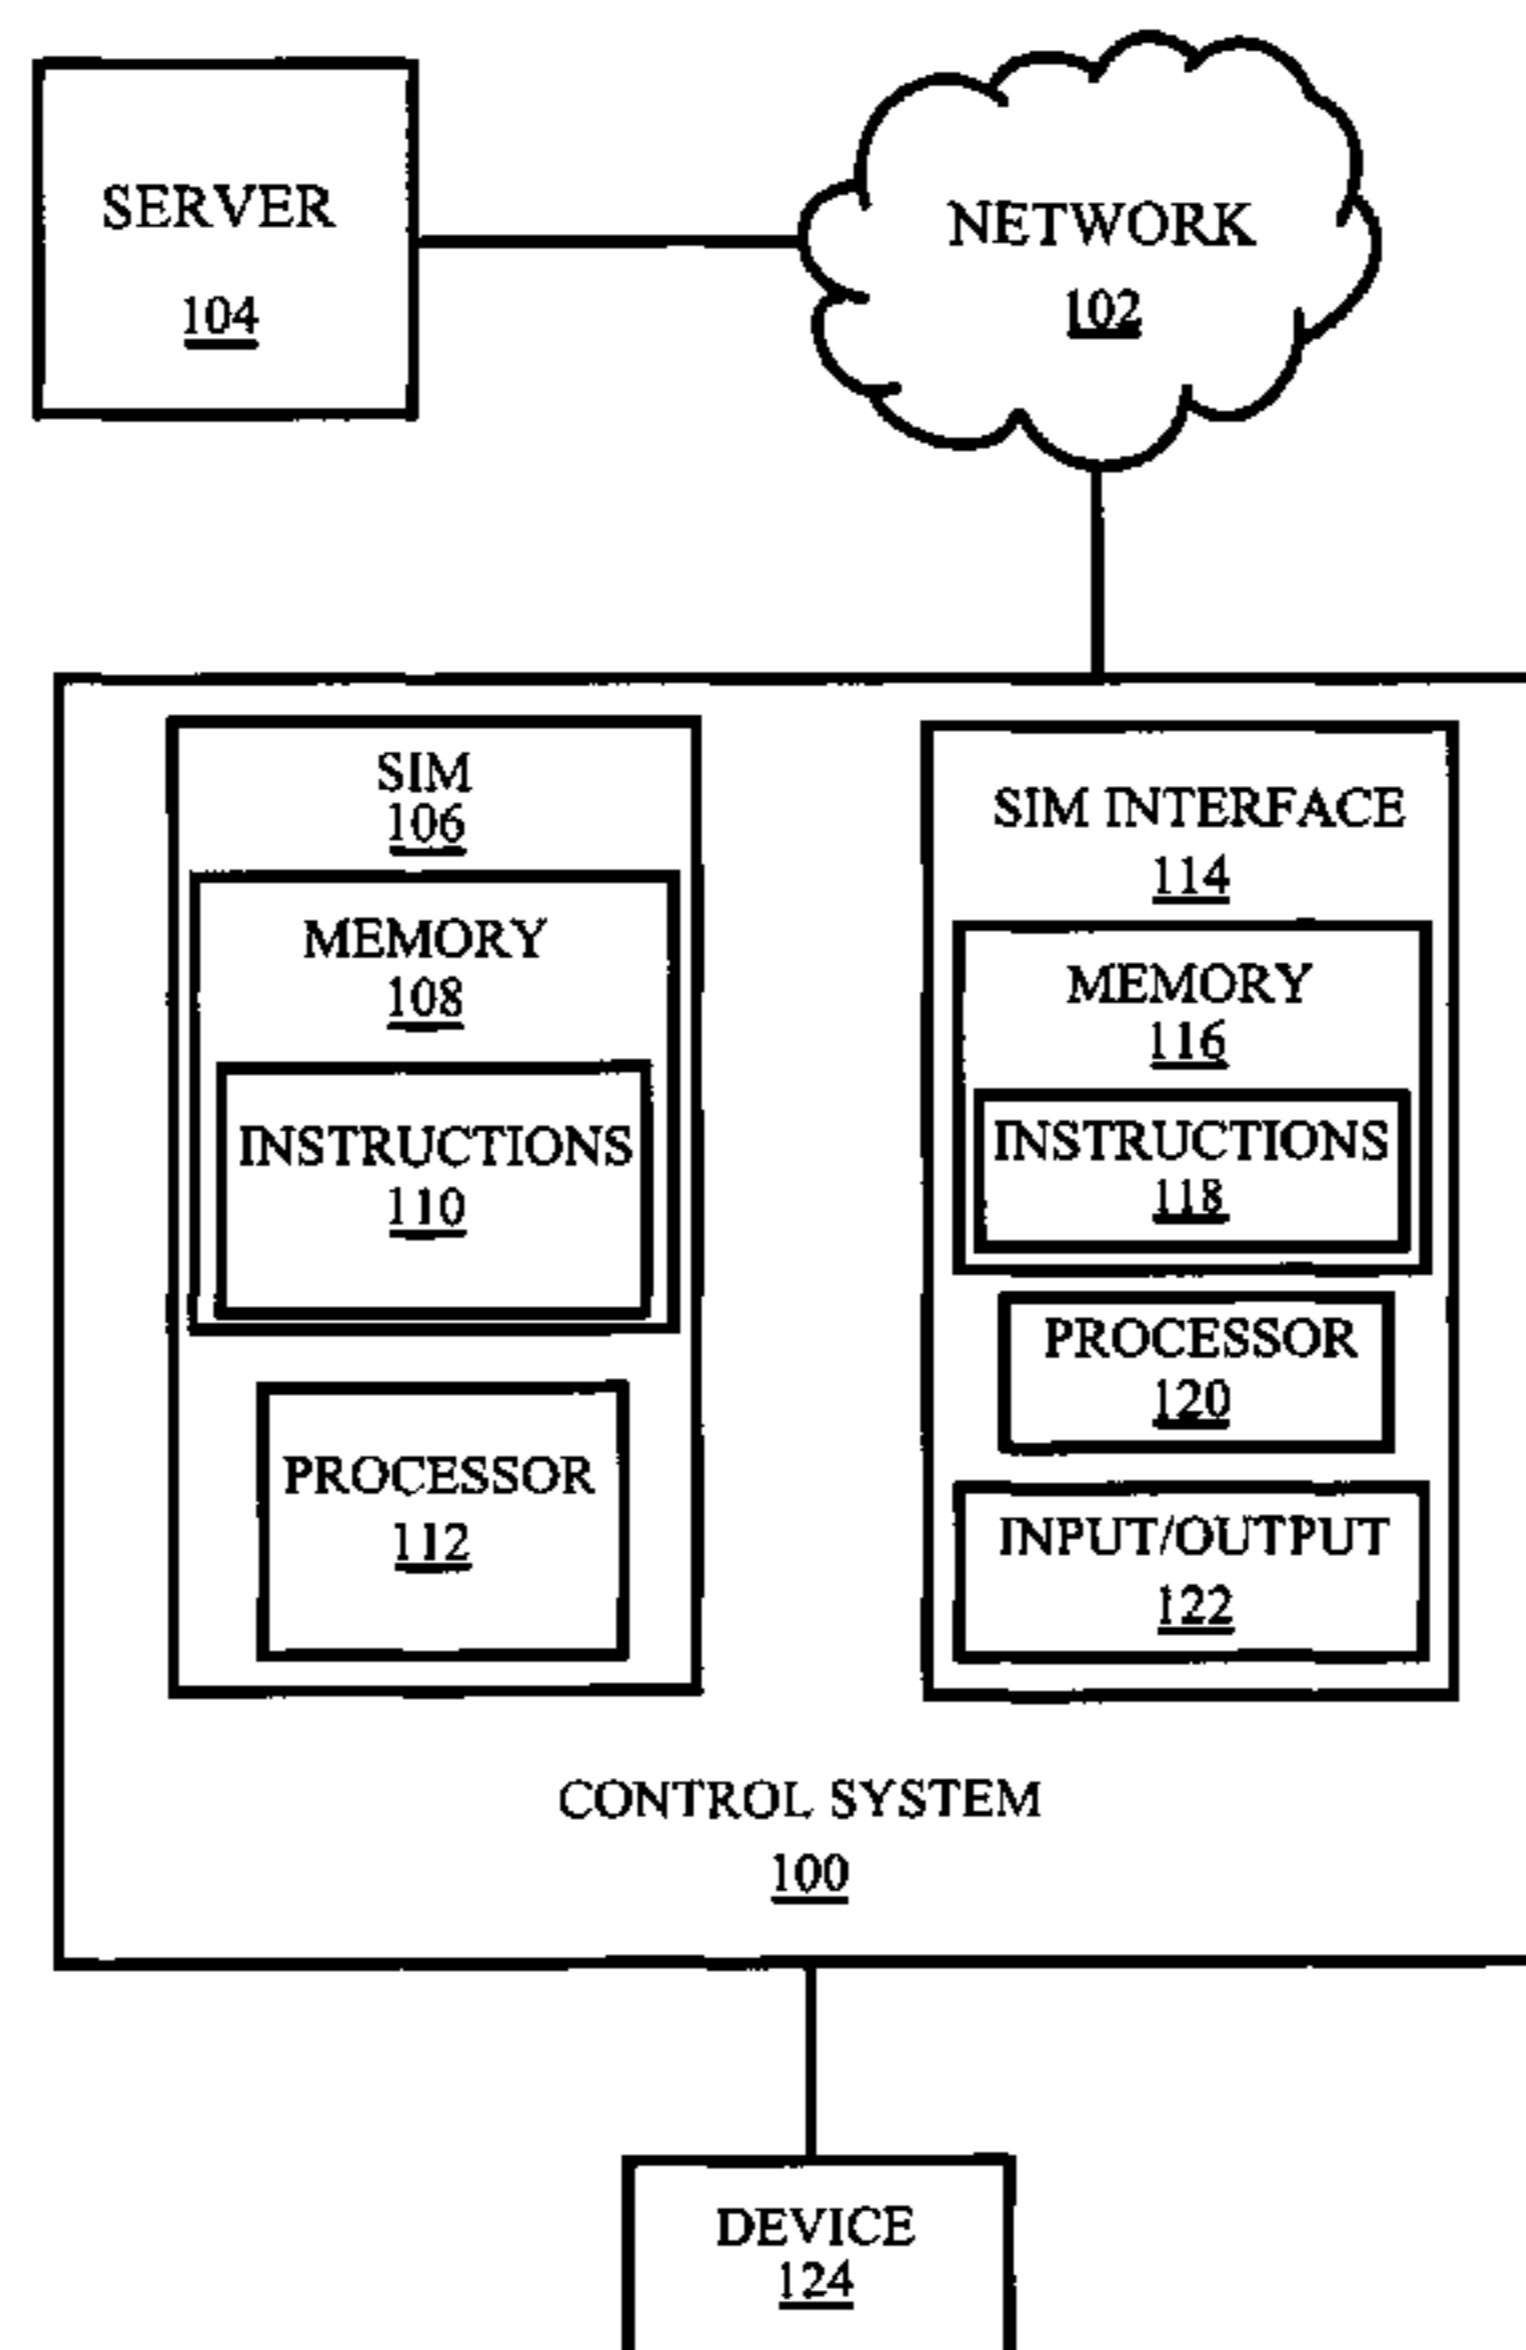 SERVER
104
NETWORK
102
SIM
106
MEMORY
108
INSTRUCTIONS
110
PROCESSOR
112
SIM INTERFACE
114
MEMORY
116
INSTRUCTIONS
118
PROCESSOR
120
INPUT/OUTPUT
122
CONTROL SYSTEM
100
DEVICE
124